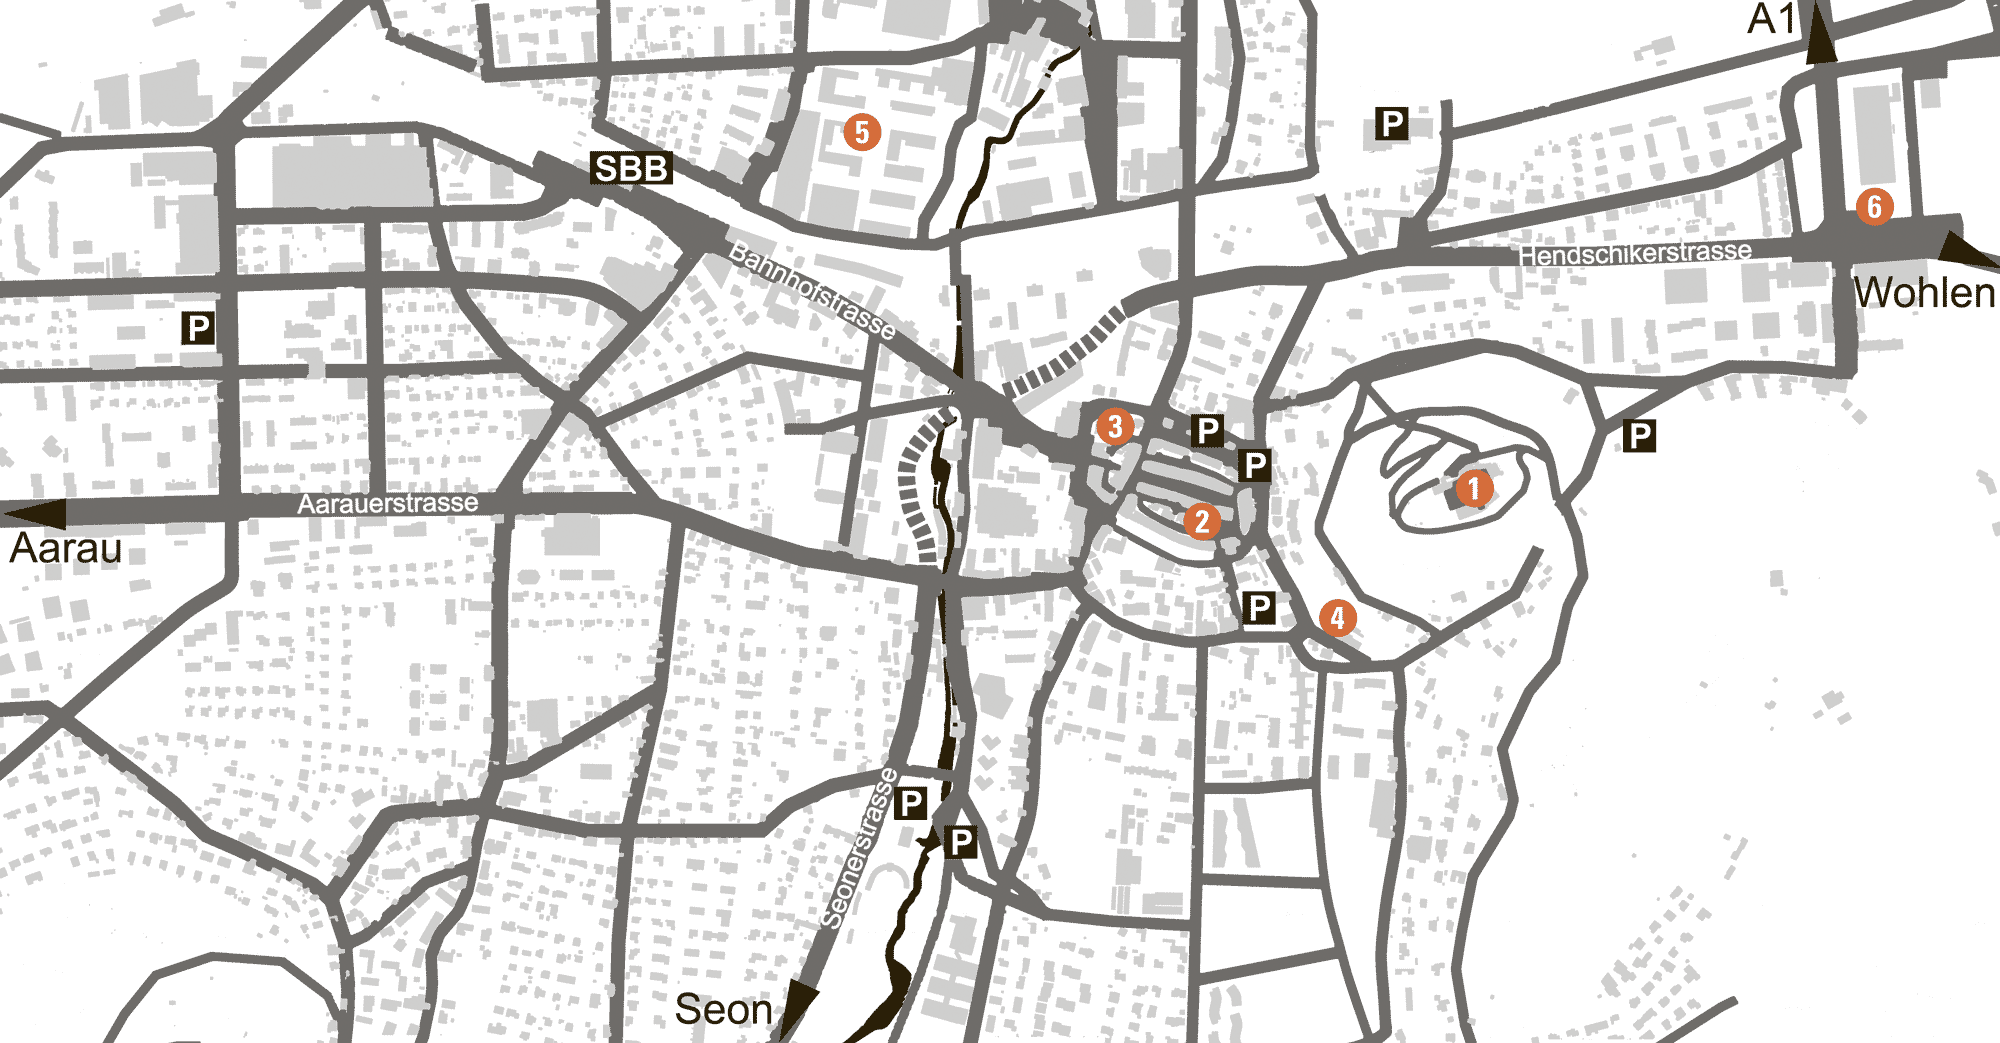 A1
P
5
SBB
6
Bahnhofstrasse
Hendschikerstrasse
Wohlen
P
3
P
P
P
1
Aarauerstrasse
2
Aarau
P
4
Seonerstrasse
P
P
Seon